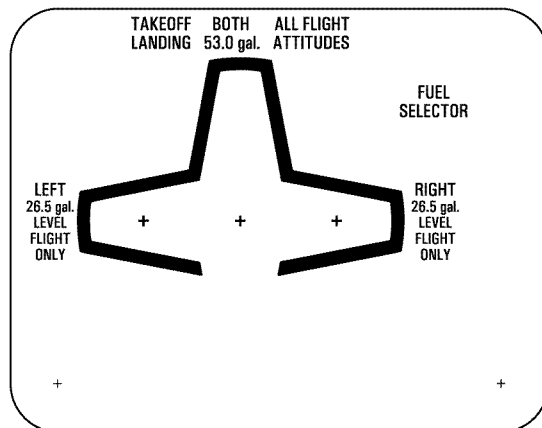 TAKEOFF BOTH ALL FLIGHT
LANDING 53.0 gal. ATTITUDES
FUEL
SELECTOR
LEFT
26.5 gal.
LEVEL
FLIGHT
ONLY
RIGHT
26.5 gal.
LEVEL
FLIGHT
ONLY